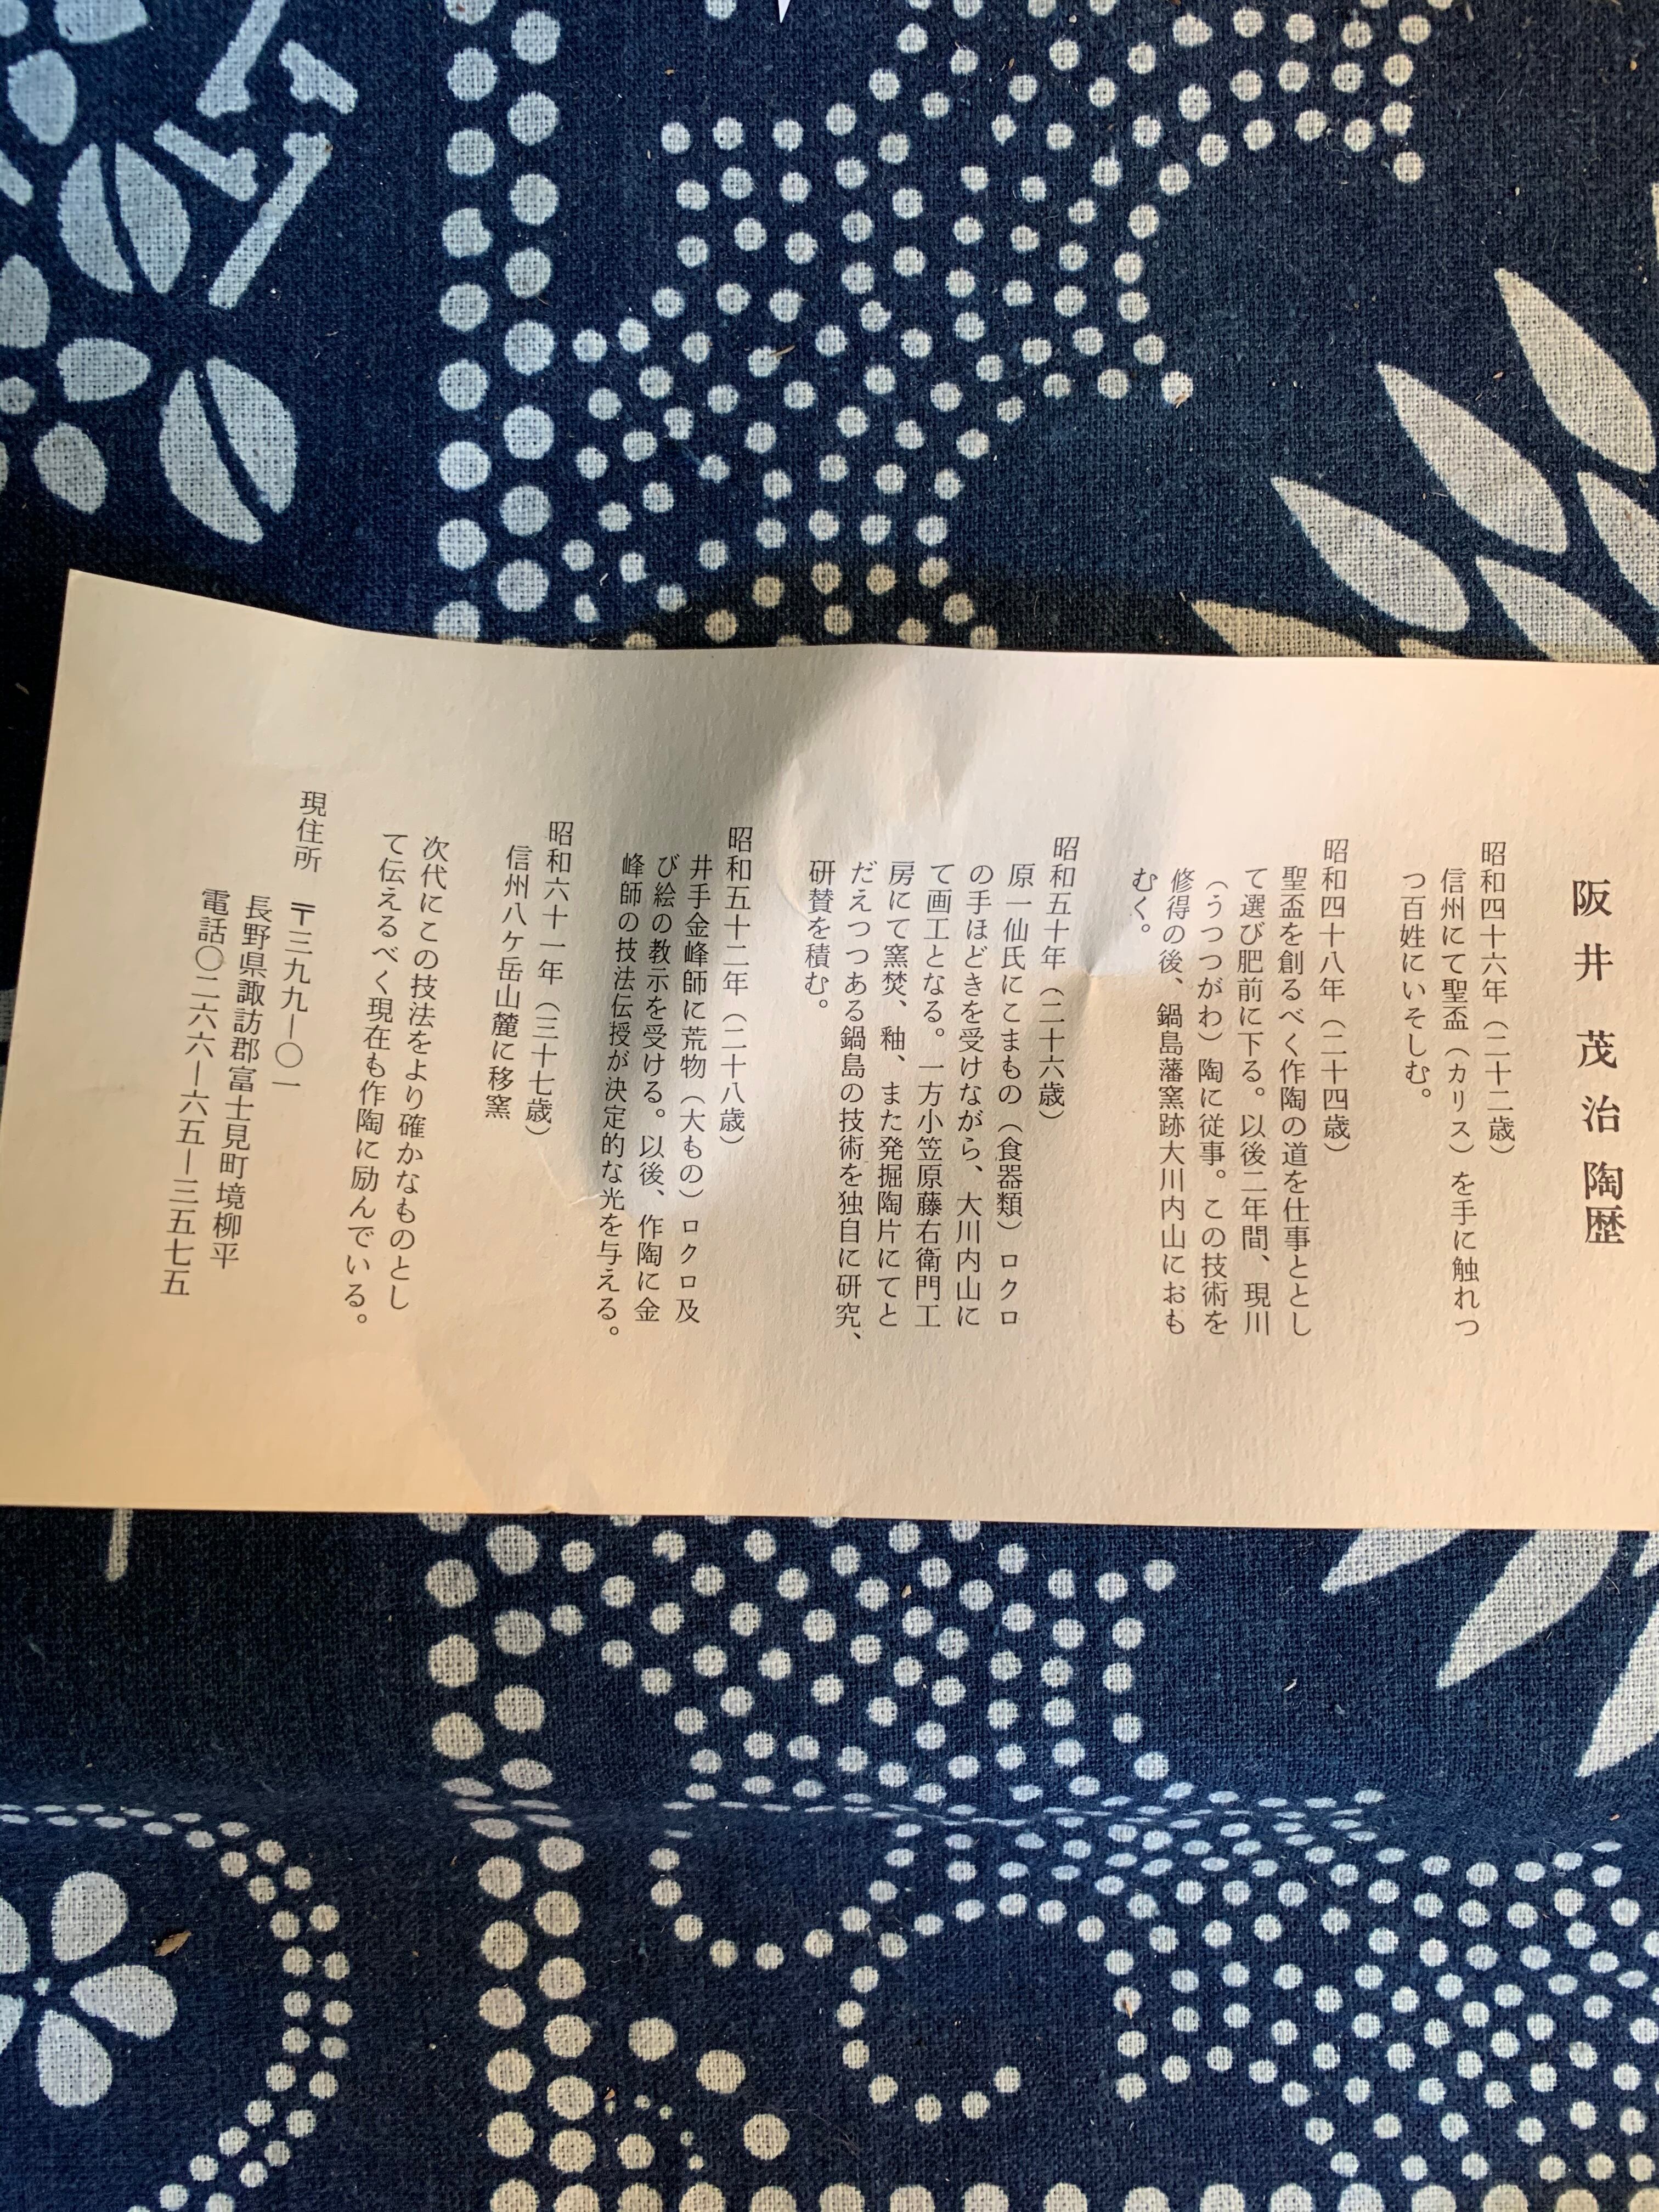 阪井茂治陶歴
昭和四十六年（二十二歳）
信州にて聖盃（カリス）を手に触れつ
つ百姓にいそしむ。
昭和四十八年（二十四歳）
聖盃を創るべく作陶の道を仕事ととし
て選び肥前に下る。以後二年間、現川
（うつつがわ）陶に従事。この技術を
修得の後、鍋島藩窯跡大川内山におも
むく。
昭和五十年（二十六歳）
原一仙氏にこまもの（食器類）ロクロ
の手ほどきを受けながら、大川内山に
て画工となる。一方小笠原藤右衛門工
房にて窯焚、釉、また発掘陶片にてと
だえつつある鍋島の技術を独自に研究、
研賛を積む。
昭和五十二年（二十八歳）
井手金峰師に荒物（大もの）ロクロ及
び絵の教示を受ける。以後、作陶に金
峰師の技法伝授が決定的な光を与える。
昭和六十一年（三十七歳）
信州八ケ岳山麓に移窯
次代にこの技法をより確かなものとし
て伝えるべく現在も作陶に励んでいる。
現住所 〒三九九ー〇一
長野県諏訪郡富士見町境柳平
電話〇二六六ー六五ー三五七五